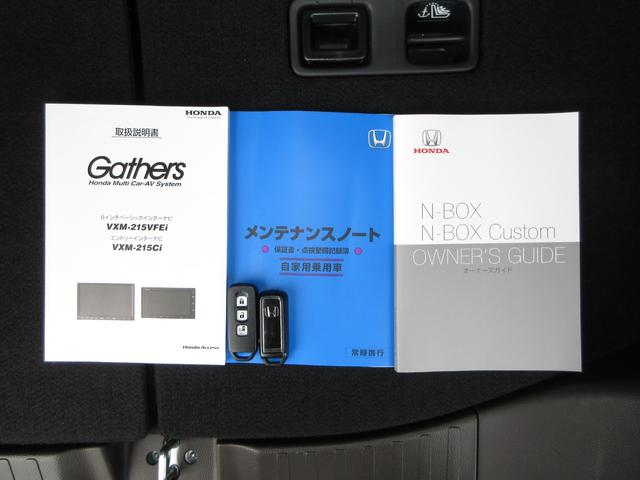 HONDA
取扱説明書
Gathers
Honda Multi Car-AV System
8インチベーシックインターナビ
VXM-215VFEi
エントリーインターナビ
VXM-215Ci
Honda Access
メンテナンスノート
保証書・点検整備記録簿
自家用乗用車
常時携行
HONDA
N-BOX
N-BOX Custom
OWNER'S GUIDE
オーナーズガイド